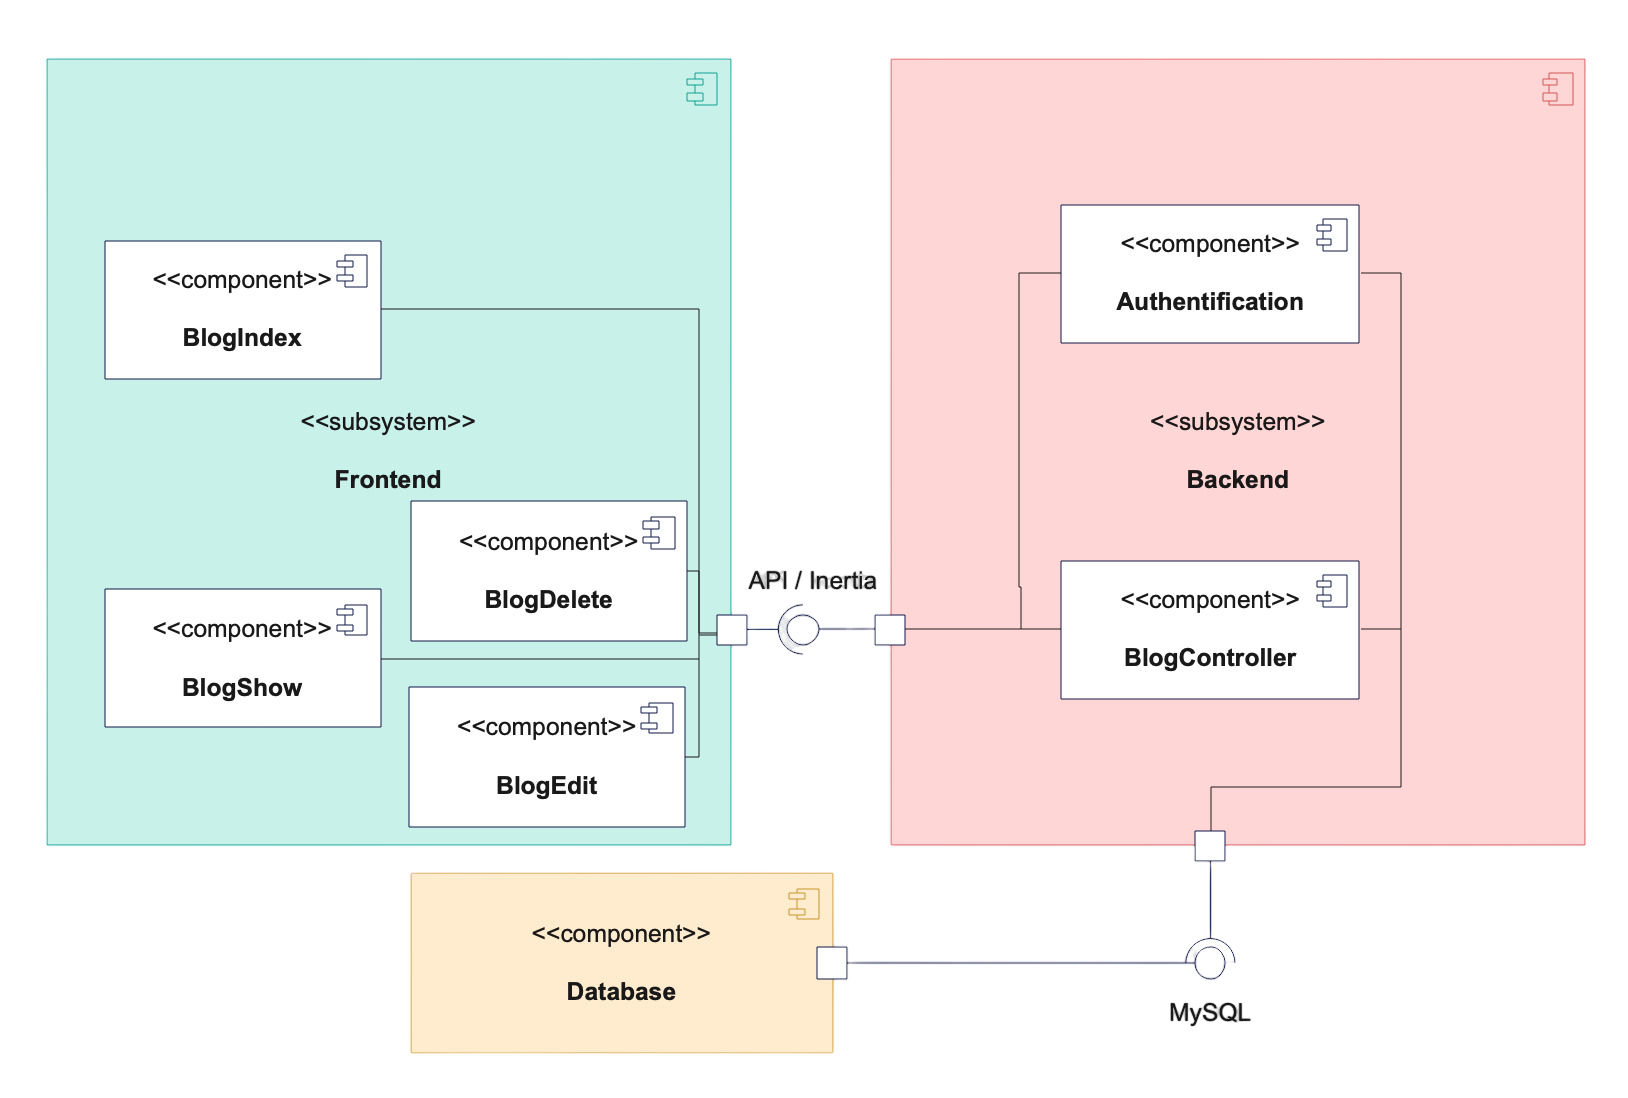 <<component>>
BlogIndex
<<subsystem>>
Frontend
<<component>>
BlogDelete
<<component>>
BlogShow
<<component>>
BlogEdit
API / Inertia
<<component>>
Authentification
<<subsystem>>
Backend
<<component>>
BlogController
<<component>>
Database
MySQL